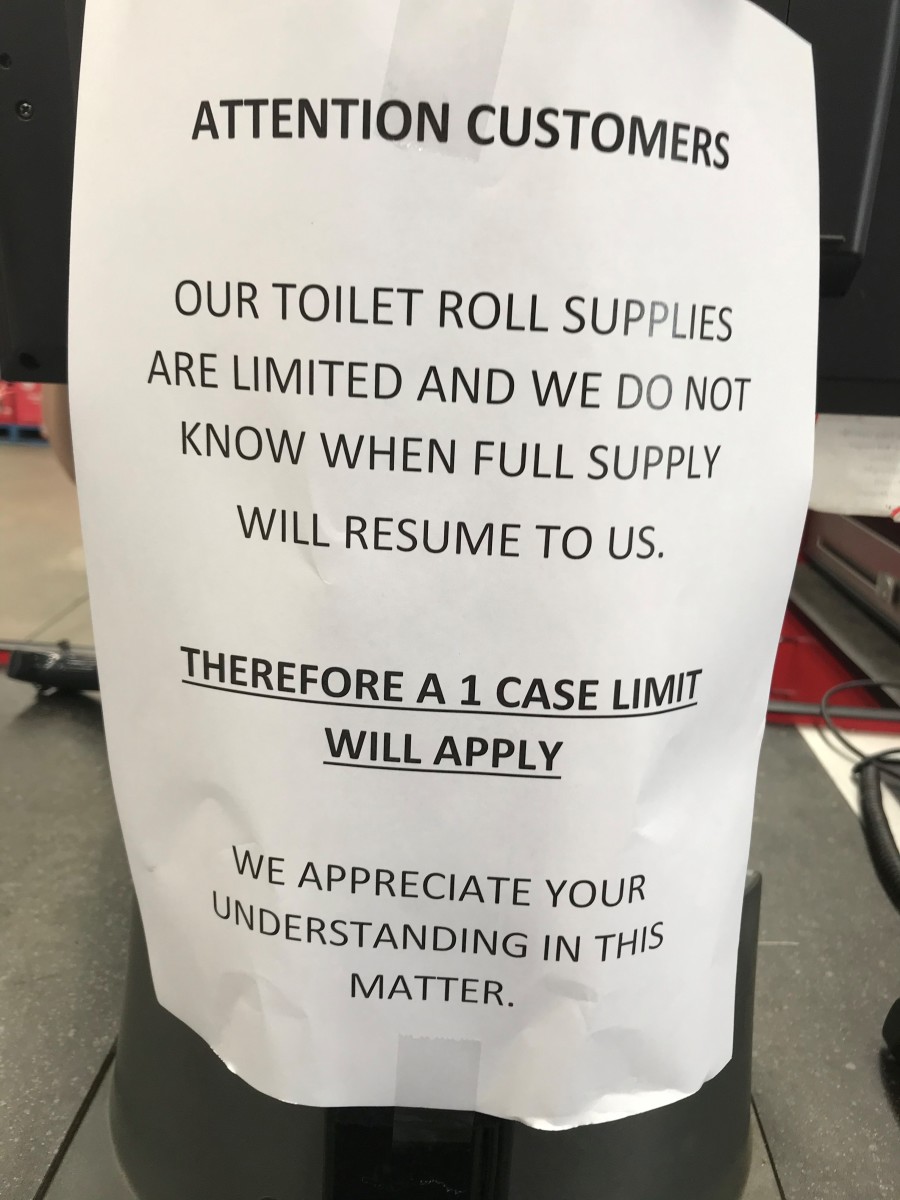 ATTENTION CUSTOMERS
OUR TOILET ROLL SUPPLIES
ARE LIMITED AND WE DO NOT
KNOW WHEN FULL SUPPLY
WILL RESUME TO US.
THEREFORE A 1 CASE LIMIT
WILL APPLY
WE APPRECIATE YOUR
UNDERSTANDING IN THIS
MATTER.